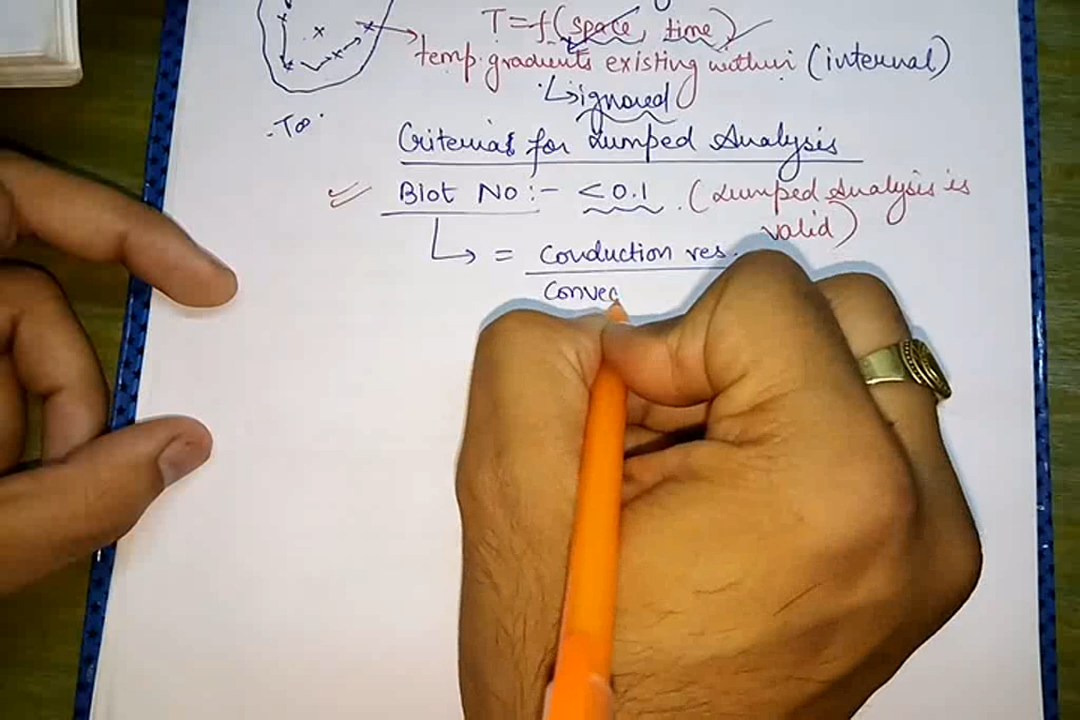 T=f(space, time)
temp. gradients existing within (internal)
↳ ignored
T∞
Criteria for Lumped Analysis
Biot No:- <0.1. (Lumped Analysis is
valid)
↳ = Conduction res.
Convec